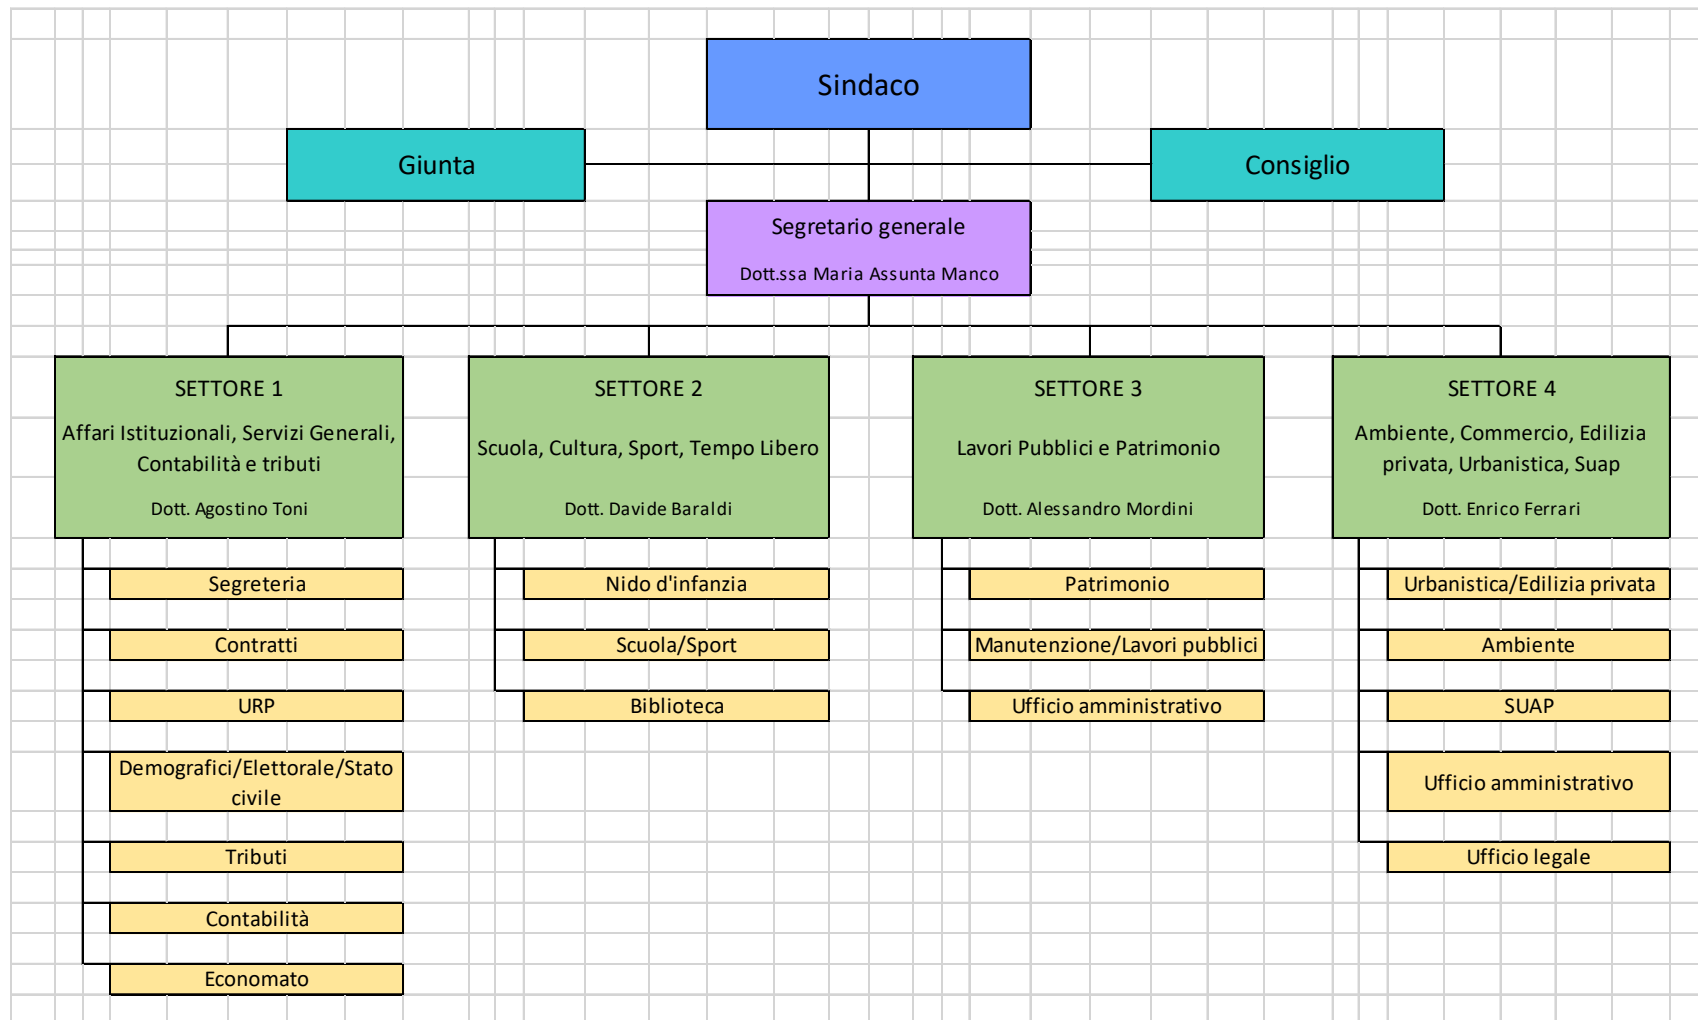 Sindaco
Giunta
Consiglio
Segretario generale
Dott.ssa Maria Assunta Manco
SETTORE 1
Affari Istituzionali, Servizi Generali,
Contabilità e tributi
Dott. Agostino Toni
Segreteria
Contratti
URP
Demografici/Elettorale/Stato
civile
Tributi
Contabilità
Economato
SETTORE 2
Scuola, Cultura, Sport, Tempo Libero
Dott. Davide Baraldi
Nido d'infanzia
Scuola/Sport
Biblioteca
SETTORE 3
Lavori Pubblici e Patrimonio
Dott. Alessandro Mordini
Patrimonio
Manutenzione/Lavori pubblici
Ufficio amministrativo
SETTORE 4
Ambiente, Commercio, Edilizia
privata, Urbanistica, Suap
Dott. Enrico Ferrari
Urbanistica/Edilizia privata
Ambiente
SUAP
Ufficio amministrativo
Ufficio legale